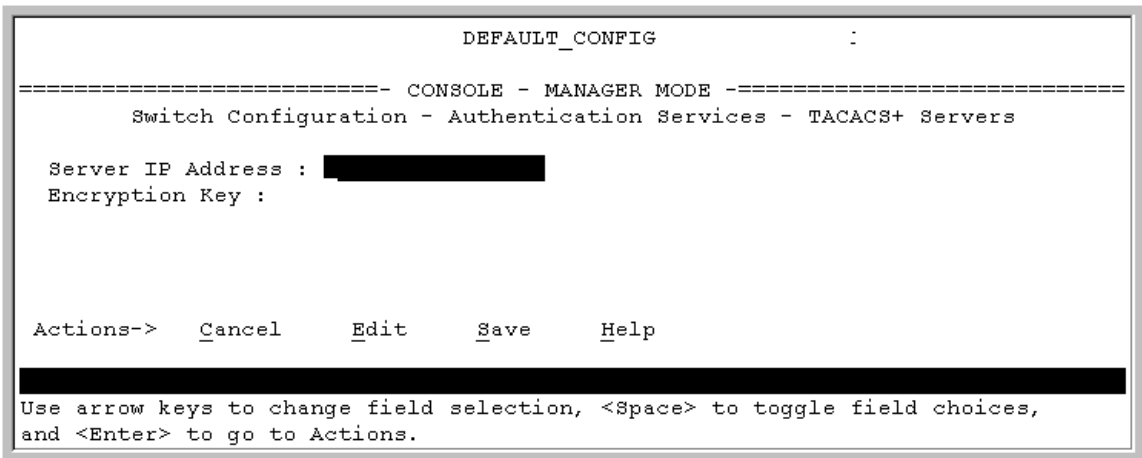 DEFAULT_CONFIG
===========================- CONSOLE - MANAGER MODE -============================
Switch Configuration - Authentication Services - TACACS+ Servers
Server IP Address :
Encryption Key :
Actions-> Cancel Edit Save Help
Use arrow keys to change field selection, <Space> to toggle field choices,
and <Enter> to go to Actions.